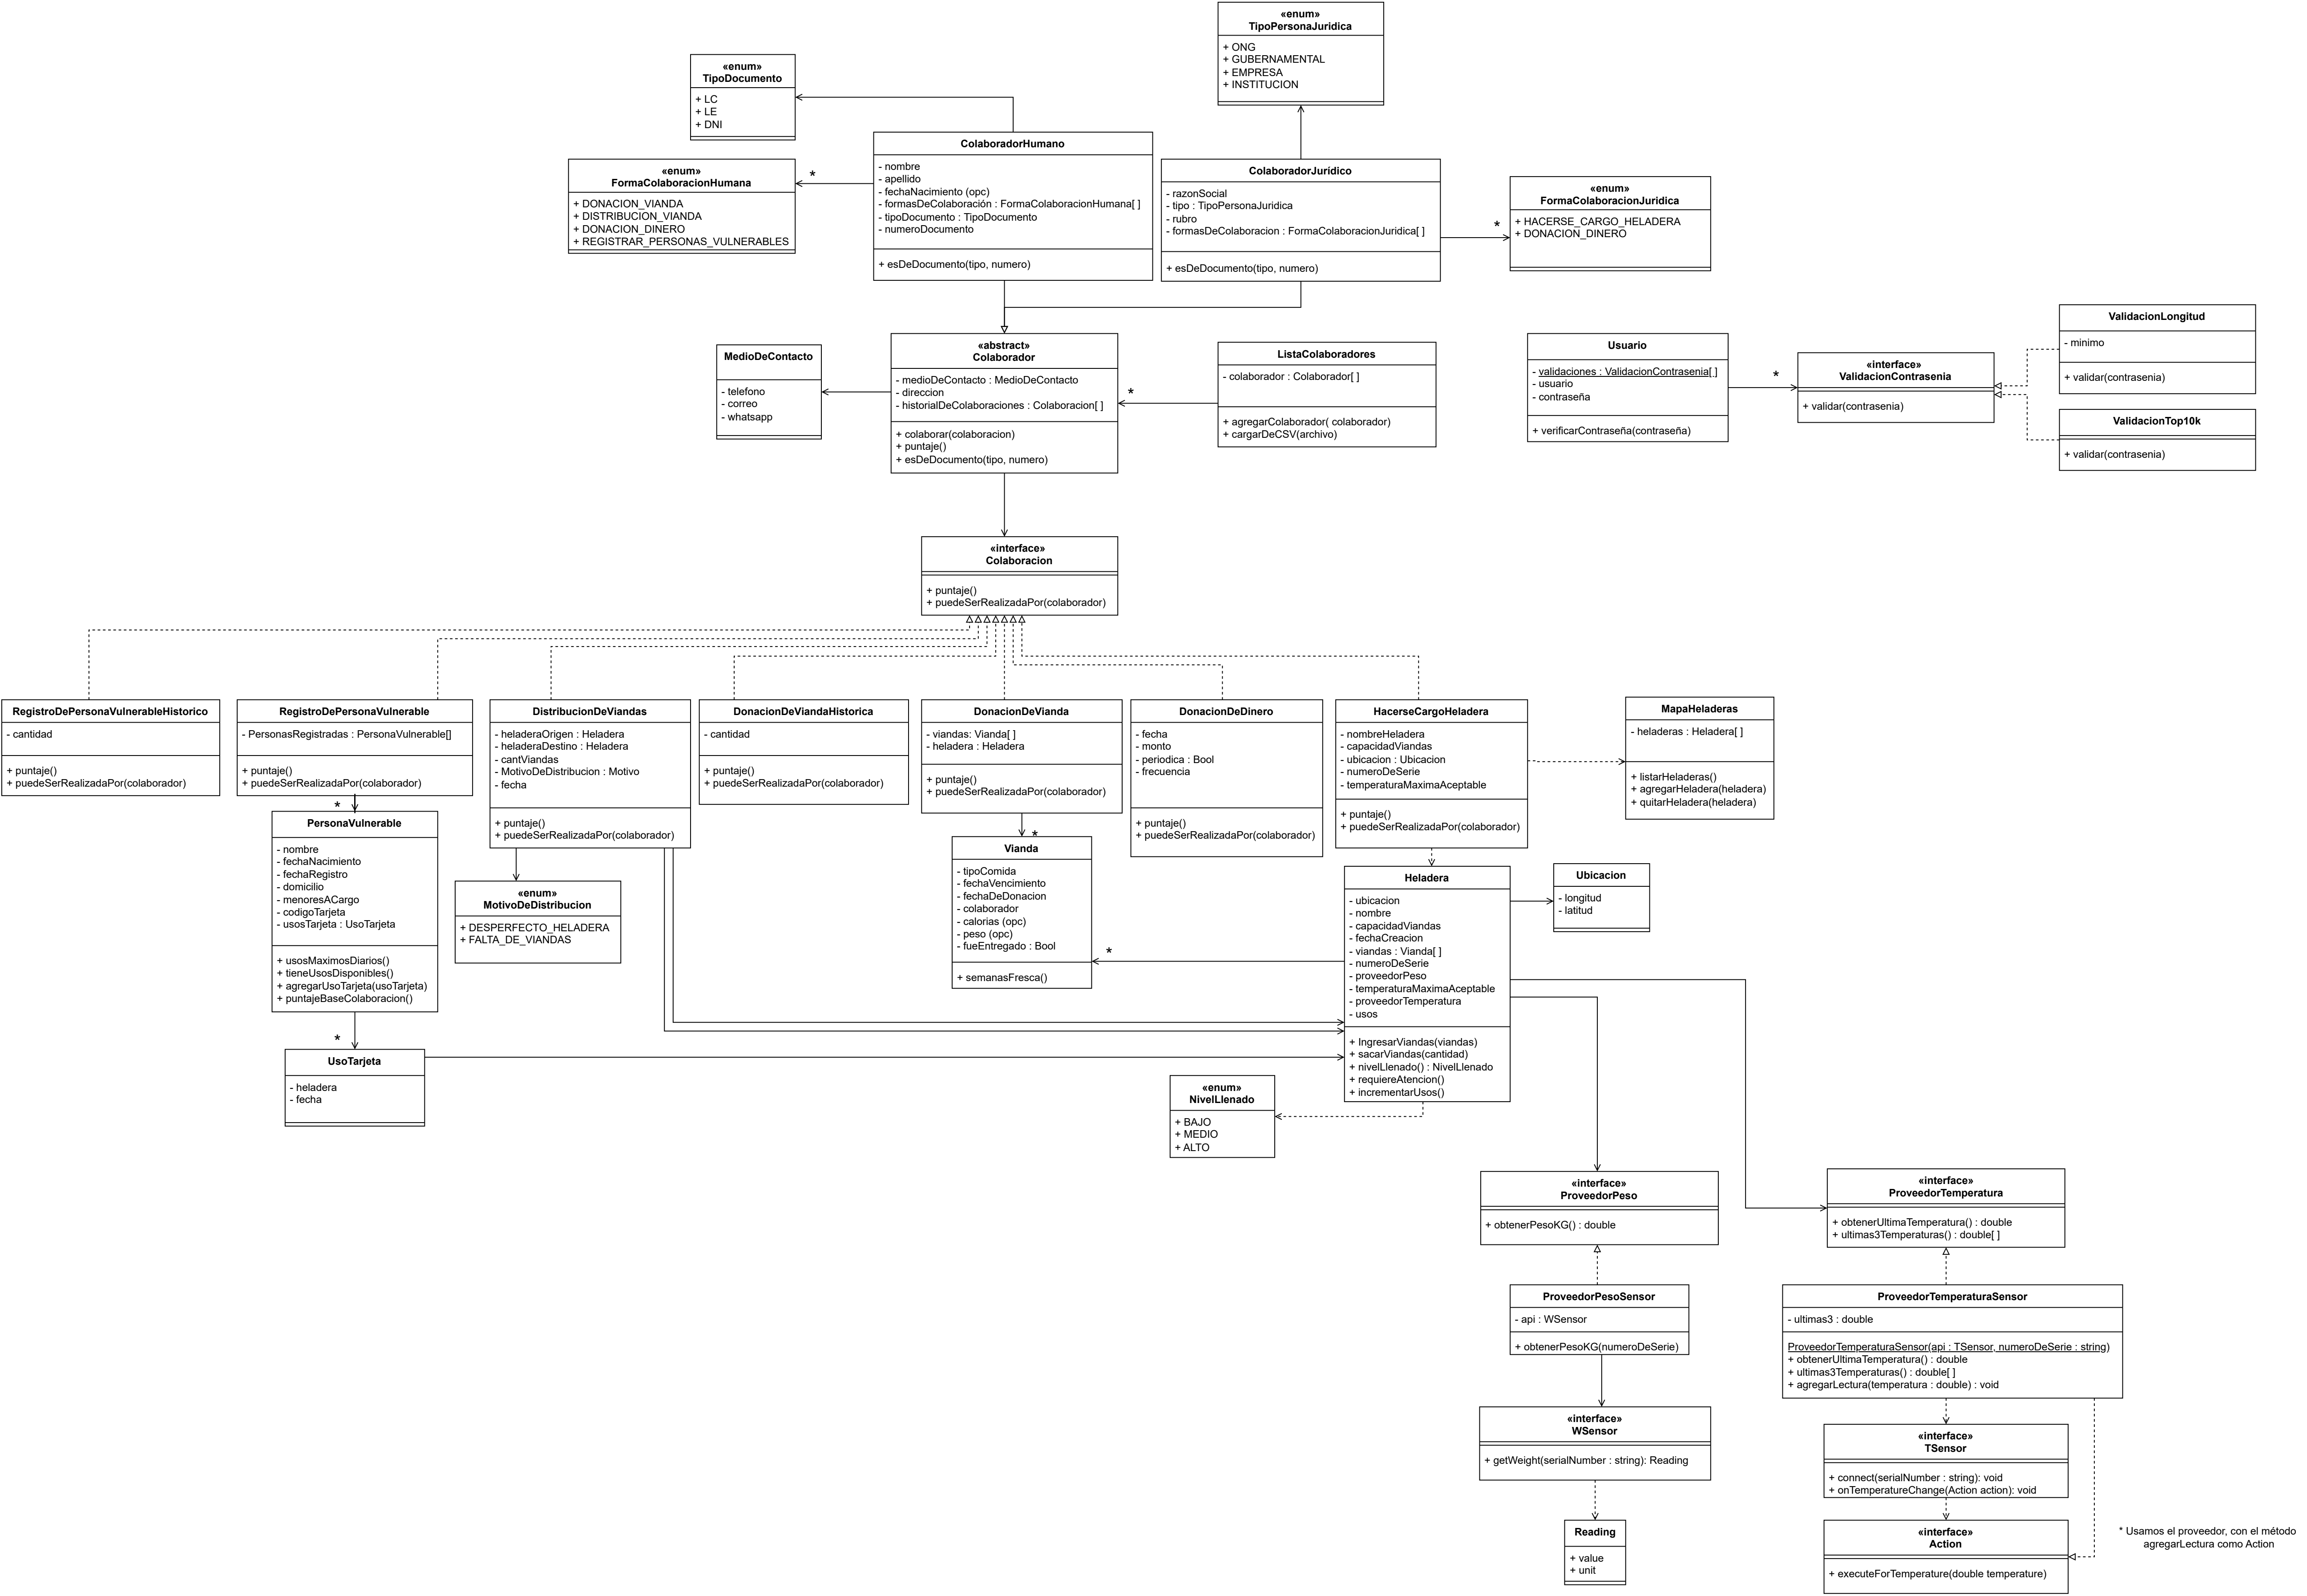 «enum»
TipoPersonaJuridica
+ ONG
+ GUBERNAMENTAL
+ EMPRESA
+ INSTITUCION
«enum»
TipoDocumento
+ LC
+ LE
+ DNI
«enum»
FormaColaboracionHumana
+ DONACION_VIANDA
+ DISTRIBUCION_VIANDA
+ DONACION_DINERO
+ REGISTRAR_PERSONAS_VULNERABLES
*
ColaboradorHumano
- nombre
- apellido
- fechaNacimiento (opc)
- formasDeColaboración : FormaColaboracionHumana[ ]
- tipoDocumento : TipoDocumento
- numeroDocumento
+ esDeDocumento(tipo, numero)
ColaboradorJurídico
- razonSocial
- tipo : TipoPersonaJuridica
- rubro
- formasDeColaboracion : FormaColaboracionJuridica[ ]
+ esDeDocumento(tipo, numero)
*
«enum»
FormaColaboracionJuridica
+ HACERSE_CARGO_HELADERA
+ DONACION_DINERO
MedioDeContacto
- telefono
- correo
- whatsapp
«abstract»
Colaborador
- medioDeContacto : MedioDeContacto
- direccion
- historialDeColaboraciones : Colaboracion[ ]
+ colaborar(colaboracion)
+ puntaje()
+ esDeDocumento(tipo, numero)
*
ListaColaboradores
- colaborador : Colaborador[ ]
+ agregarColaborador( colaborador)
+ cargarDeCSV(archivo)
Usuario
- validaciones : ValidacionContrasenia[ ]
- usuario
- contraseña
+ verificarContraseña(contraseña)
*
«interface»
ValidacionContrasenia
+ validar(contrasenia)
ValidacionLongitud
- minimo
+ validar(contrasenia)
ValidacionTop10k
+ validar(contrasenia)
«interface»
Colaboracion
+ puntaje()
+ puedeSerRealizadaPor(colaborador)
RegistroDePersonaVulnerableHistorico
- cantidad
+ puntaje()
+ puedeSerRealizadaPor(colaborador)
RegistroDePersonaVulnerable
- PersonasRegistradas : PersonaVulnerable[]
+ puntaje()
+ puedeSerRealizadaPor(colaborador)
*
DistribucionDeViandas
- heladeraOrigen : Heladera
- heladeraDestino : Heladera
- cantViandas
- MotivoDeDistribucion : Motivo
- fecha
+ puntaje()
+ puedeSerRealizadaPor(colaborador)
DonacionDeViandaHistorica
- cantidad
+ puntaje()
+ puedeSerRealizadaPor(colaborador)
DonacionDeVianda
- viandas: Vianda[ ]
- heladera : Heladera
+ puntaje()
+ puedeSerRealizadaPor(colaborador)
*
DonacionDeDinero
- fecha
- monto
- periodica : Bool
- frecuencia
+ puntaje()
+ puedeSerRealizadaPor(colaborador)
HacerseCargoHeladera
- nombreHeladera
- capacidadViandas
- ubicacion : Ubicacion
- numeroDeSerie
- temperaturaMaximaAceptable
+ puntaje()
+ puedeSerRealizadaPor(colaborador)
MapaHeladeras
- heladeras : Heladera[ ]
+ listarHeladeras()
+ agregarHeladera(heladera)
+ quitarHeladera(heladera)
PersonaVulnerable
- nombre
- fechaNacimiento
- fechaRegistro
- domicilio
- menoresACargo
- codigoTarjeta
- usosTarjeta : UsoTarjeta
+ usosMaximosDiarios()
+ tieneUsosDisponibles()
+ agregarUsoTarjeta(usoTarjeta)
+ puntajeBaseColaboracion()
*
«enum»
MotivoDeDistribucion
+ DESPERFECTO_HELADERA
+ FALTA_DE_VIANDAS
Vianda
- tipoComida
- fechaVencimiento
- fechaDeDonacion
- colaborador
- calorias (opc)
- peso (opc)
- fueEntregado : Bool
+ semanasFresca()
*
Heladera
- ubicacion
- nombre
- capacidadViandas
- fechaCreacion
- viandas : Vianda[ ]
- numeroDeSerie
- proveedorPeso
- temperaturaMaximaAceptable
- proveedorTemperatura
- usos
+ IngresarViandas(viandas)
+ sacarViandas(cantidad)
+ nivelLlenado() : NivelLlenado
+ requiereAtencion()
+ incrementarUsos()
Ubicacion
- longitud
- latitud
UsoTarjeta
- heladera
- fecha
«enum»
NivelLlenado
+ BAJO
+ MEDIO
+ ALTO
«interface»
ProveedorPeso
+ obtenerPesoKG() : double
«interface»
ProveedorTemperatura
+ obtenerUltimaTemperatura() : double
+ ultimas3Temperaturas() : double[ ]
ProveedorPesoSensor
- api : WSensor
+ obtenerPesoKG(numeroDeSerie)
ProveedorTemperaturaSensor
- ultimas3 : double
ProveedorTemperaturaSensor(api : TSensor, numeroDeSerie : string)
+ obtenerUltimaTemperatura() : double
+ ultimas3Temperaturas() : double[ ]
+ agregarLectura(temperatura : double) : void
«interface»
WSensor
+ getWeight(serialNumber : string): Reading
«interface»
TSensor
+ connect(serialNumber : string): void
+ onTemperatureChange(Action action): void
Reading
+ value
+ unit
«interface»
Action
+ executeForTemperature(double temperature)
* Usamos el proveedor, con el método
agregarLectura como Action